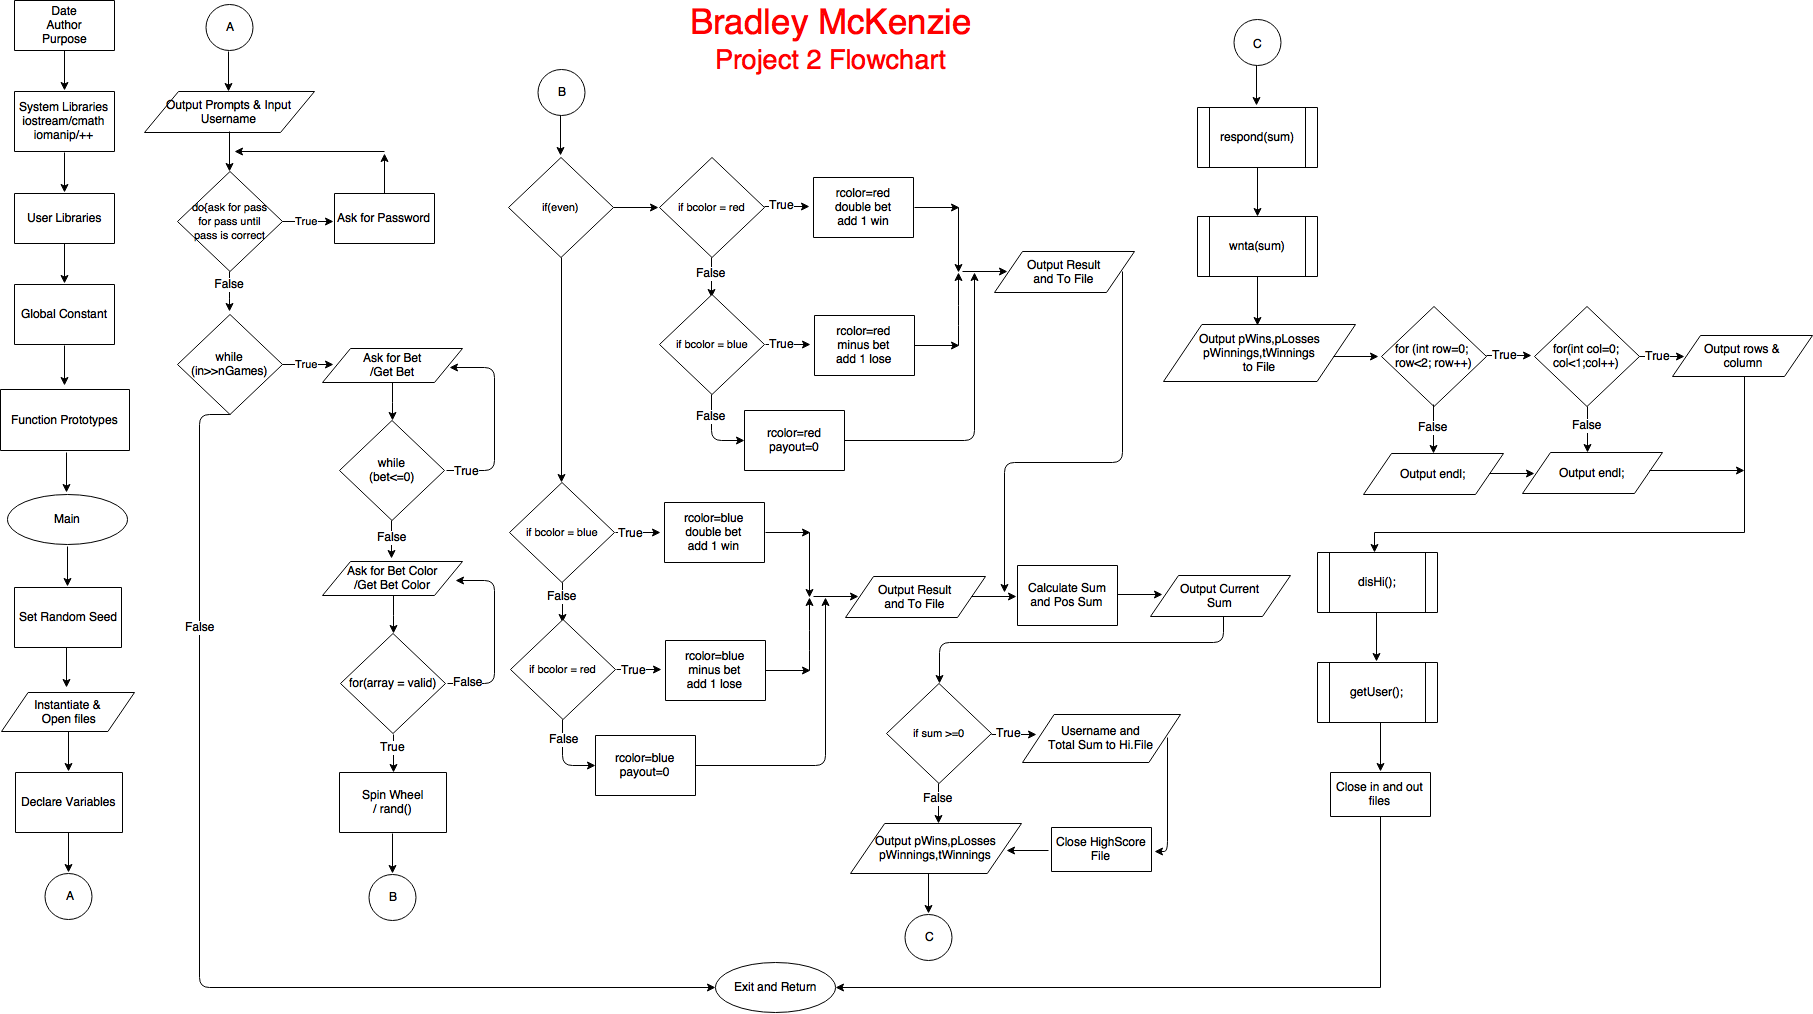 Bradley McKenzie
Project 2 Flowchart
Date
Author
Purpose
System Libraries
iostream/cmath
iomanip/++
User Libraries
Global Constant
Function Prototypes
Main
Set Random Seed
Instantiate &
Open files
Declare Variables
A
A
Output Prompts & Input
Username
do{ask for pass
for pass until
pass is correct
True
Ask for Password
False
while
(in>>nGames)
True
False
Ask for Bet
/Get Bet
while
(bet<=0)
True
False
Ask for Bet Color
/Get Bet Color
for(array = valid)
False
True
Spin Wheel
/ rand()
B
B
if(even)
if bcolor = red
True
rcolor=red
double bet
add 1 win
False
if bcolor = blue
True
rcolor=red
minus bet
add 1 lose
False
rcolor=red
payout=0
Output Result
and To File
if bcolor = blue
True
rcolor=blue
double bet
add 1 win
False
if bcolor = red
True
rcolor=blue
minus bet
add 1 lose
False
rcolor=blue
payout=0
Output Result
and To File
Calculate Sum
and Pos Sum
Output Current
Sum
if sum >=0
True
Username and
Total Sum to Hi.File
False
Close HighScore
File
Output pWins,pLosses
pWinnings,tWinnings
C
C
respond(sum)
wnta(sum)
Output pWins,pLosses
pWinnings,tWinnings
to File
for (int row=0;
row<2; row++)
True
for(int col=0;
col<1;col++)
True
Output rows &
column
False
False
Output endl;
Output endl;
disHi();
getUser();
Close in and out
files
Exit and Return